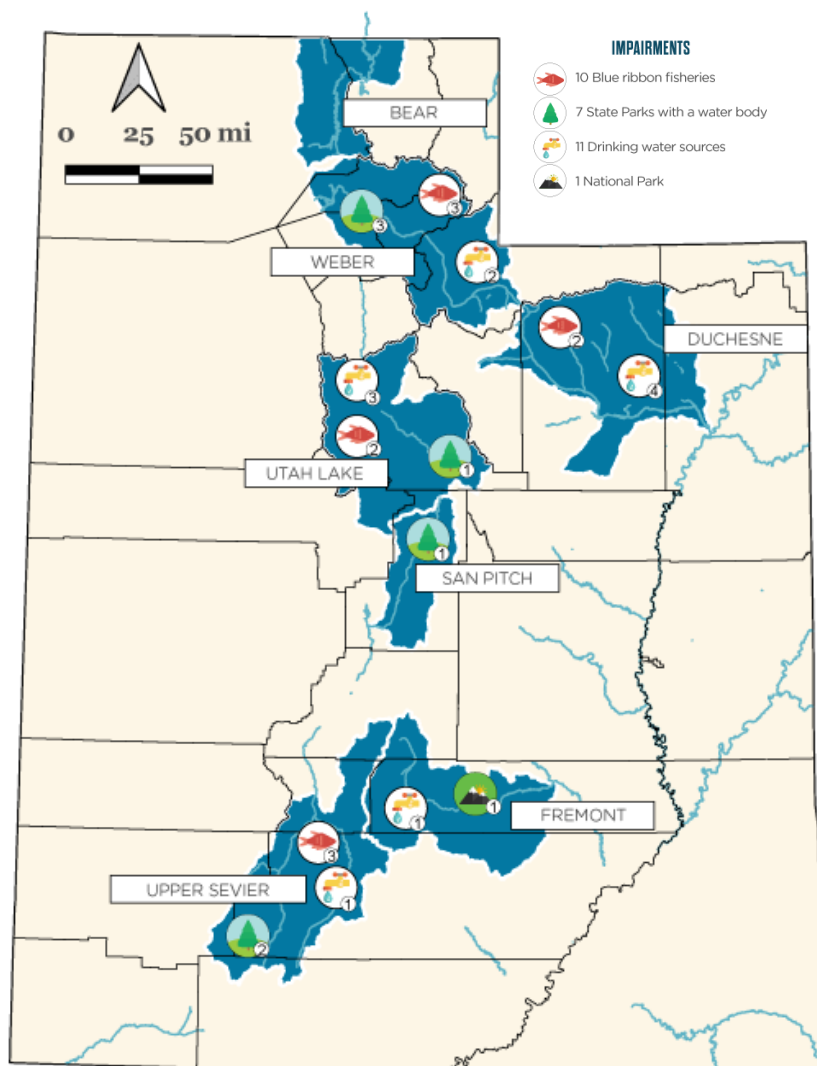 IMPAIRMENTS
10 Blue ribbon fisheries
7 State Parks with a water body
11 Drinking water sources
1 National Park
0 25 50 mi
BEAR
3
3
WEBER
2
2
DUCHESNE
3
4
2
1
UTAH LAKE
1
SAN PITCH
1
1
FREMONT
3
UPPER SEVIER
1
2